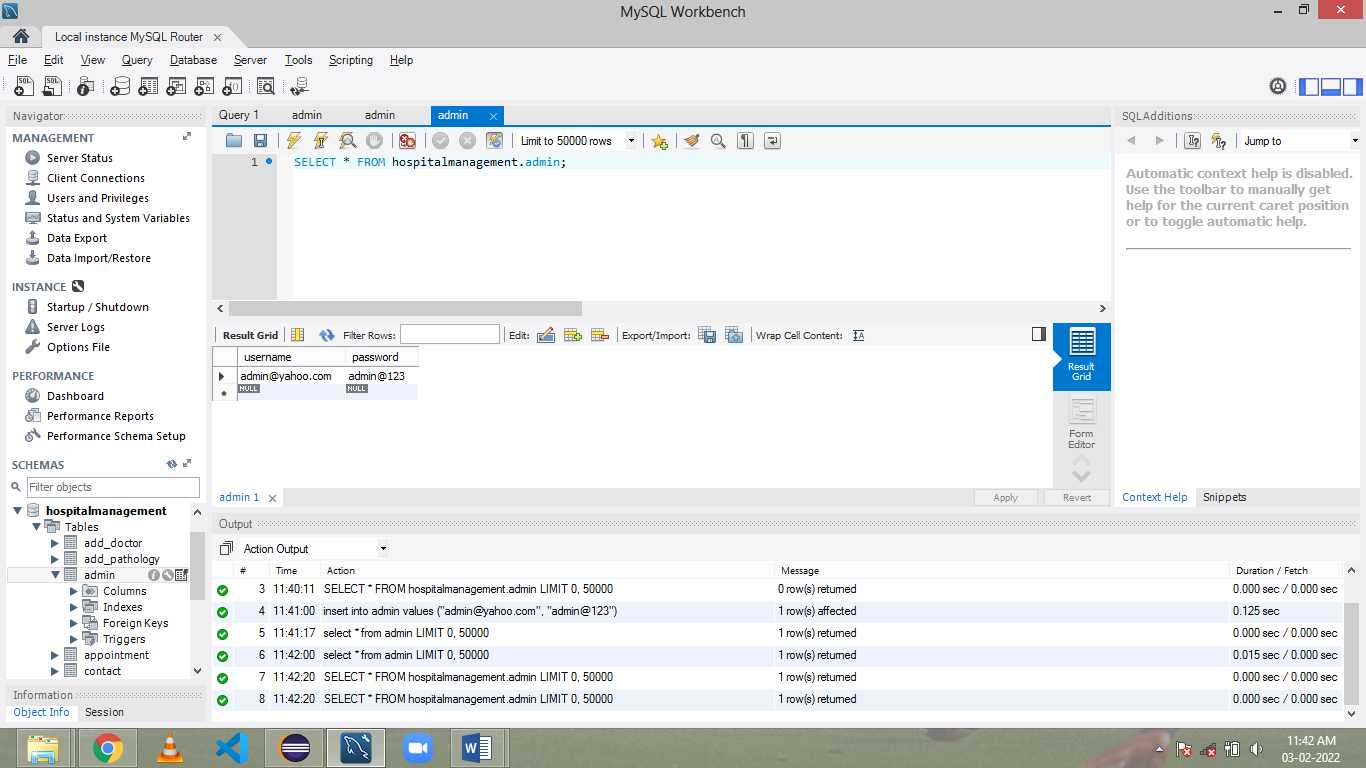 MySQL Workbench
Local instance MySQL Router
File Edit View Query Database Server Tools Scripting Help
Navigator
MANAGEMENT
Server Status
Client Connections
Users and Privileges
Status and System Variables
Data Export
Data Import/Restore
INSTANCE
Startup / Shutdown
Server Logs
Options File
PERFORMANCE
Dashboard
Performance Reports
Performance Schema Setup
SCHEMAS
Filter objects
hospitalmanagement
Tables
add_doctor
add_pathology
admin
Columns
Indexes
Foreign Keys
Triggers
appointment
contact
Information
Object Info Session
Query 1 admin admin admin
Limit to 50000 rows
1 SELECT * FROM hospitalmanagement.admin;
Result Grid Filter Rows: Edit: Export/Import: Wrap Cell Content:
username password
admin@yahoo.com admin@123
NULL NULL
Result
Grid
Form
Editor
admin 1 Apply Revert
Output
Action Output
# Time Action Message Duration / Fetch
3 11:40:11 SELECT * FROM hospitalmanagement.admin LIMIT 0, 50000 0 row(s) returned 0.000 sec / 0.000 sec
4 11:41:00 insert into admin values ("admin@yahoo.com", "admin@123") 1 row(s) affected 0.125 sec
5 11:41:17 select * from admin LIMIT 0, 50000 1 row(s) returned 0.000 sec / 0.000 sec
6 11:42:00 select * from admin LIMIT 0, 50000 1 row(s) returned 0.015 sec / 0.000 sec
7 11:42:20 SELECT * FROM hospitalmanagement.admin LIMIT 0, 50000 1 row(s) returned 0.000 sec / 0.000 sec
8 11:42:20 SELECT * FROM hospitalmanagement.admin LIMIT 0, 50000 1 row(s) returned 0.000 sec / 0.000 sec
SQLAdditions
Jump to
Automatic context help is disabled.
Use the toolbar to manually get
help for the current caret position
or to toggle automatic help.
Context Help Snippets
11:42 AM
03-02-2022